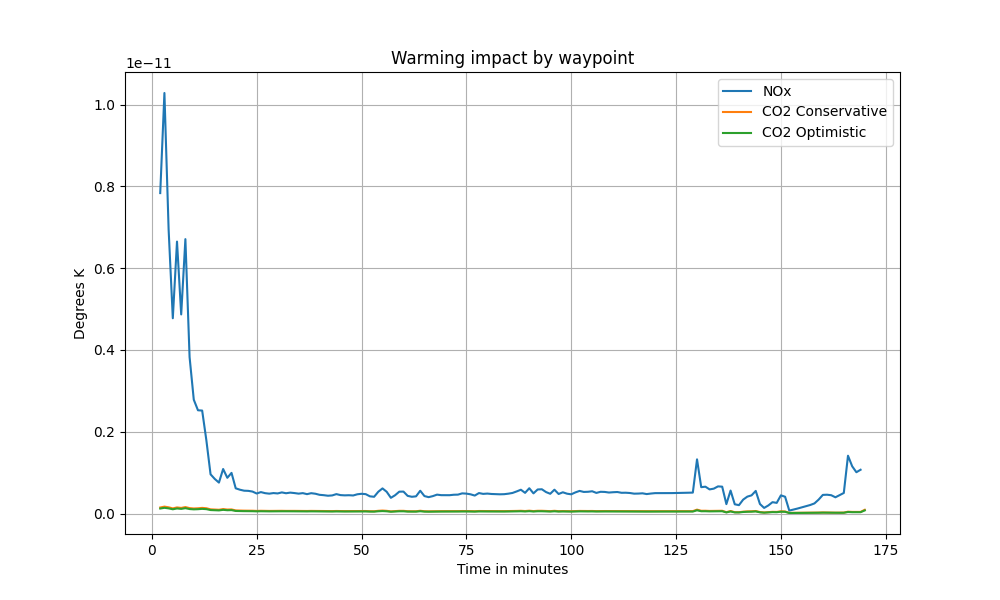 Warming impact by waypoint
1e−11
NOx
CO2 Conservative
CO2 Optimistic
1.0
0.8
0.6
0.4
0.2
0.0
Degrees K
0 25 50 75 100 125 150 175
Time in minutes